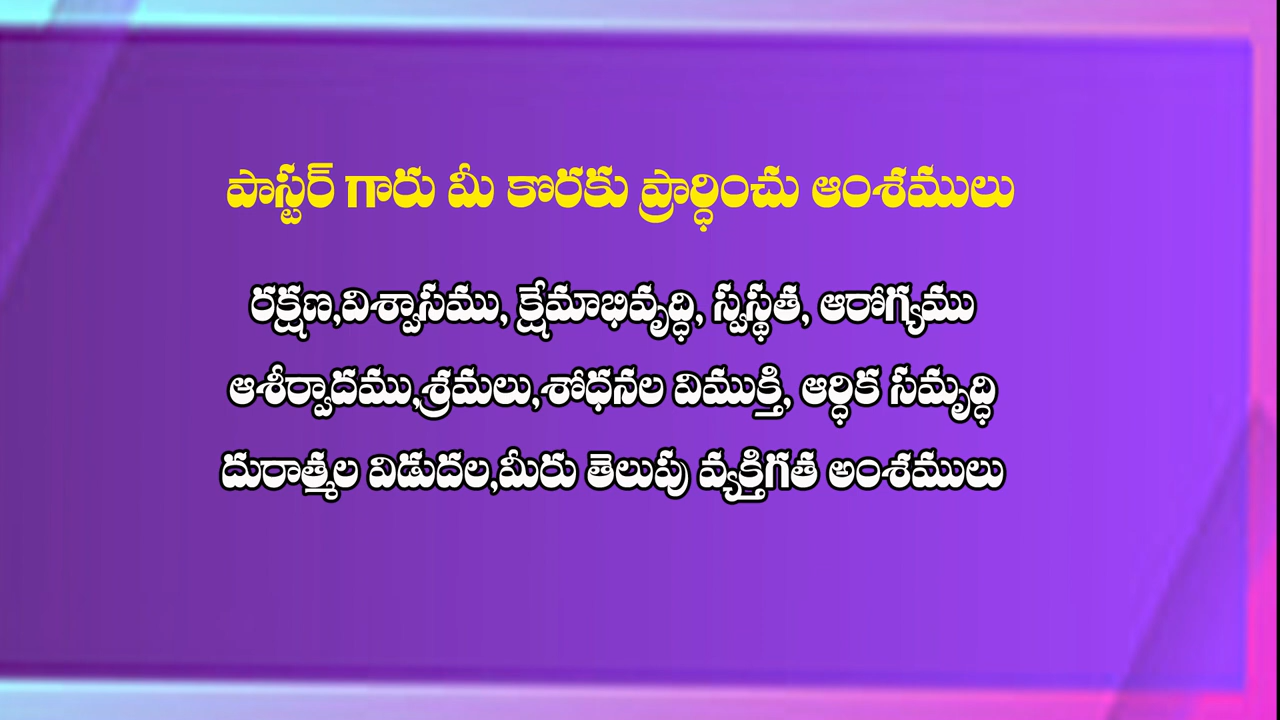 పాస్టర్ గారు మీ కొరకు ప్రార్ధించు ఆంశములు
రక్షణ,విశ్వాసము, క్షేమాభివృద్ధి, స్వస్థత, ఆరోగ్యము
ఆశీర్వాదము,శ్రమలు,శోధనల విముక్తి, ఆర్ధిక సమృద్ధి
దురాత్మల విడుదల,మీరు తెలుపు వ్యక్తిగత అంశములు